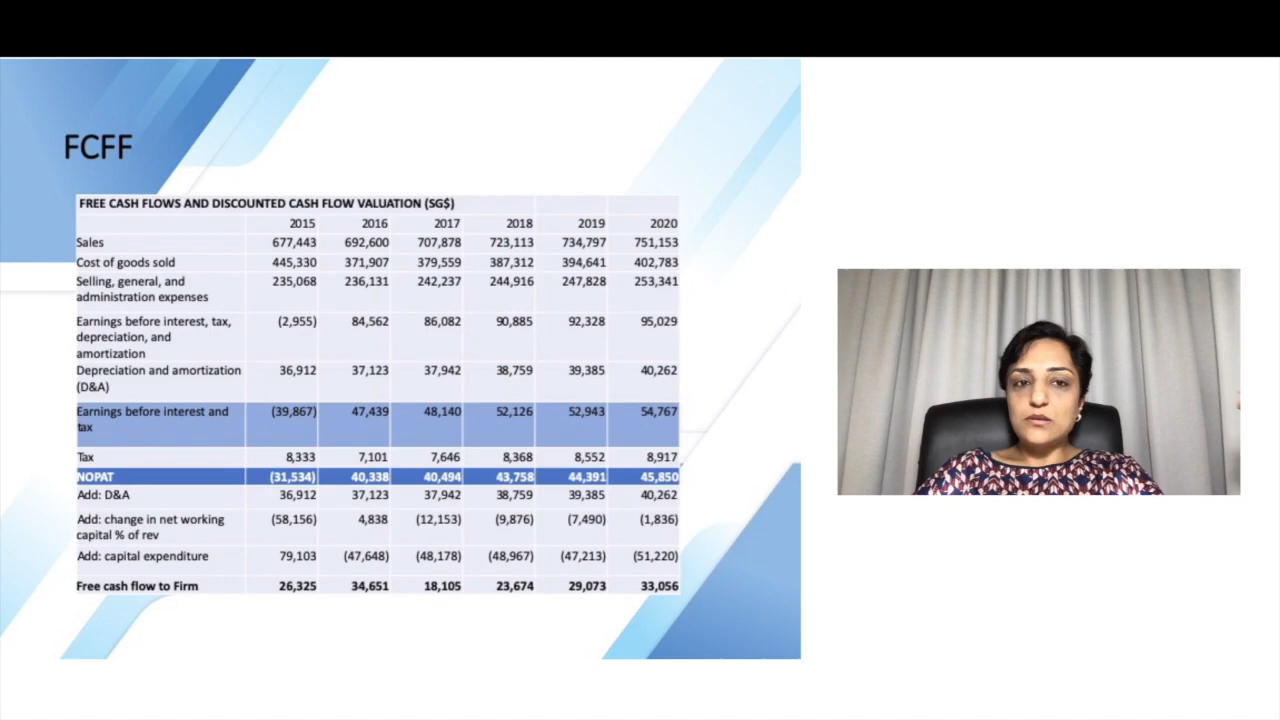 FCFF
FREE CASH FLOWS AND DISCOUNTED CASH FLOW VALUATION (SG$)
2015 2016 2017 2018 2019 2020
Sales 677,443 692,600 707,878 723,113 734,797 751,153
Cost of goods sold 445,330 371,907 379,559 387,312 394,641 402,783
Selling, general, and 235,068 236,131 242,237 244,916 247,828 253,341
administration expenses
Earnings before interest, tax, (2,955) 84,562 86,082 90,885 92,328 95,029
depreciation, and
amortization
Depreciation and amortization 36,912 37,123 37,942 38,759 39,385 40,262
(D&A)
Earnings before interest and (39,867) 47,439 48,140 52,126 52,943 54,767
tax
Tax 8,333 7,101 7,646 8,368 8,552 8,917
NOPAT (31,534) 40,338 40,494 43,758 44,391 45,850
Add: D&A 36,912 37,123 37,942 38,759 39,385 40,262
Add: change in net working (58,156) 4,838 (12,153) (9,876) (7,490) (1,836)
capital % of rev
Add: capital expenditure 79,103 (47,648) (48,178) (48,967) (47,213) (51,220)
Free cash flow to Firm 26,325 34,651 18,105 23,674 29,073 33,056